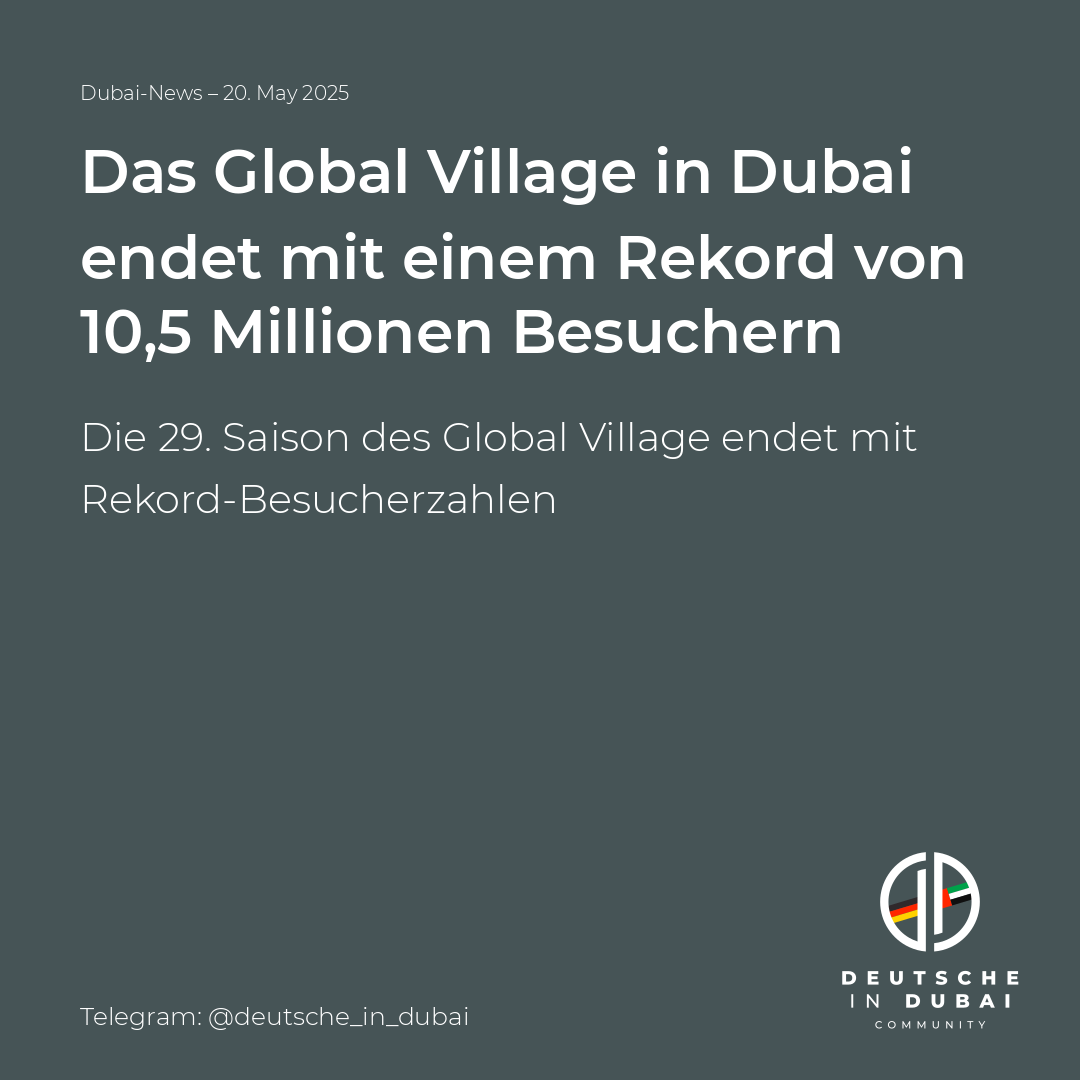 Dubai-News – 20. May 2025
Das Global Village in Dubai
endet mit einem Rekord von
10,5 Millionen Besuchern
Die 29. Saison des Global Village endet mit
Rekord-Besucherzahlen
DEUTSCHE
IN DUBAI
COMMUNITY
Telegram: @deutsche_in_dubai